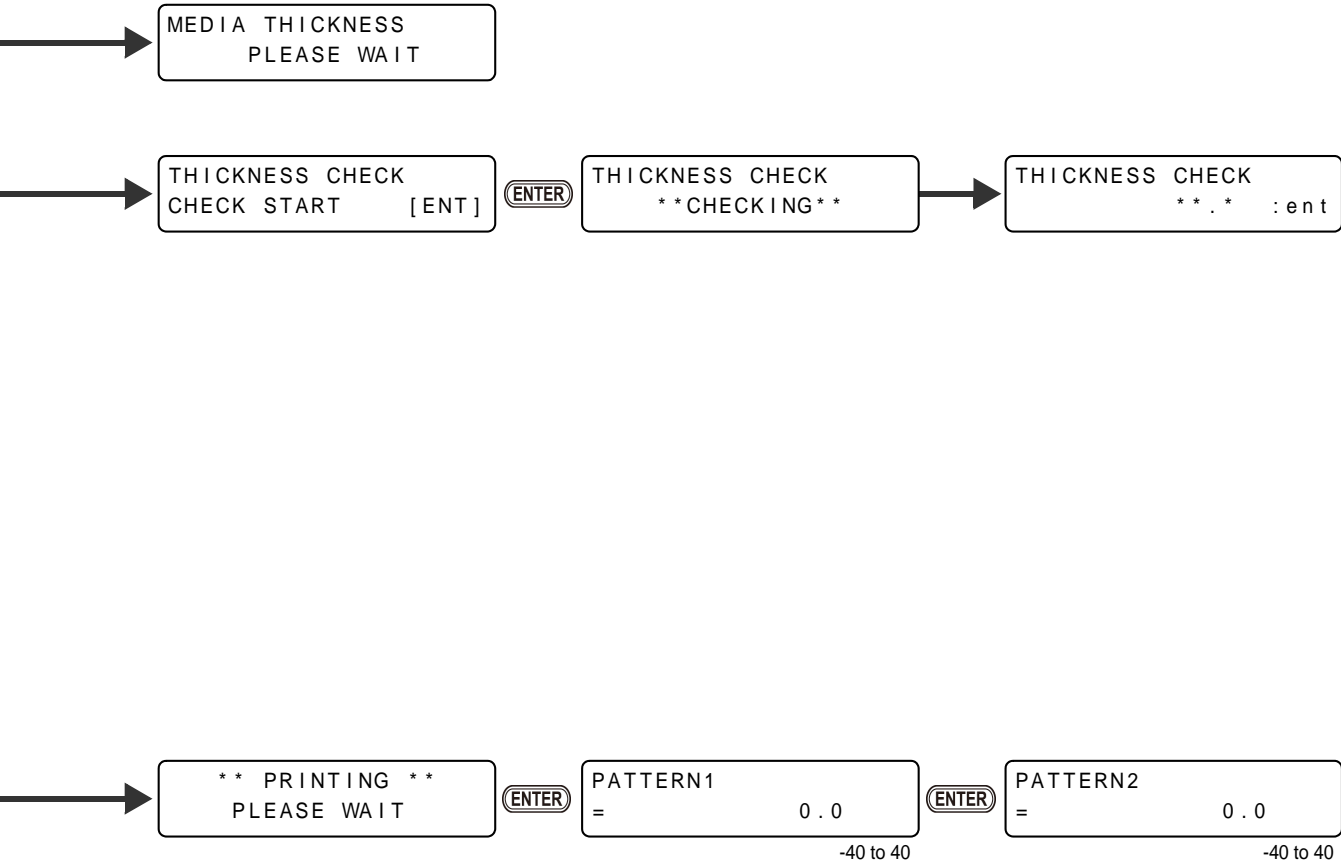 MEDIA THICKNESS
PLEASE WAIT
THICKNESS CHECK
CHECK START [ENT]
ENTER
THICKNESS CHECK
**CHECKING**
THICKNESS CHECK
**.* :ent
** PRINTING **
PLEASE WAIT
ENTER
PATTERN1
= 0.0
-40 to 40
ENTER
PATTERN2
= 0.0
-40 to 40